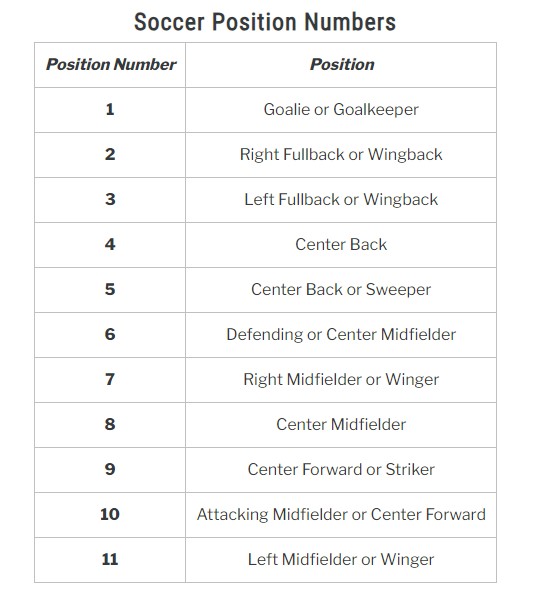 Soccer Position Numbers
Position Number Position
1 Goalie or Goalkeeper
2 Right Fullback or Wingback
3 Left Fullback or Wingback
4 Center Back
5 Center Back or Sweeper
6 Defending or Center Midfielder
7 Right Midfielder or Winger
8 Center Midfielder
9 Center Forward or Striker
10 Attacking Midfielder or Center Forward
11 Left Midfielder or Winger